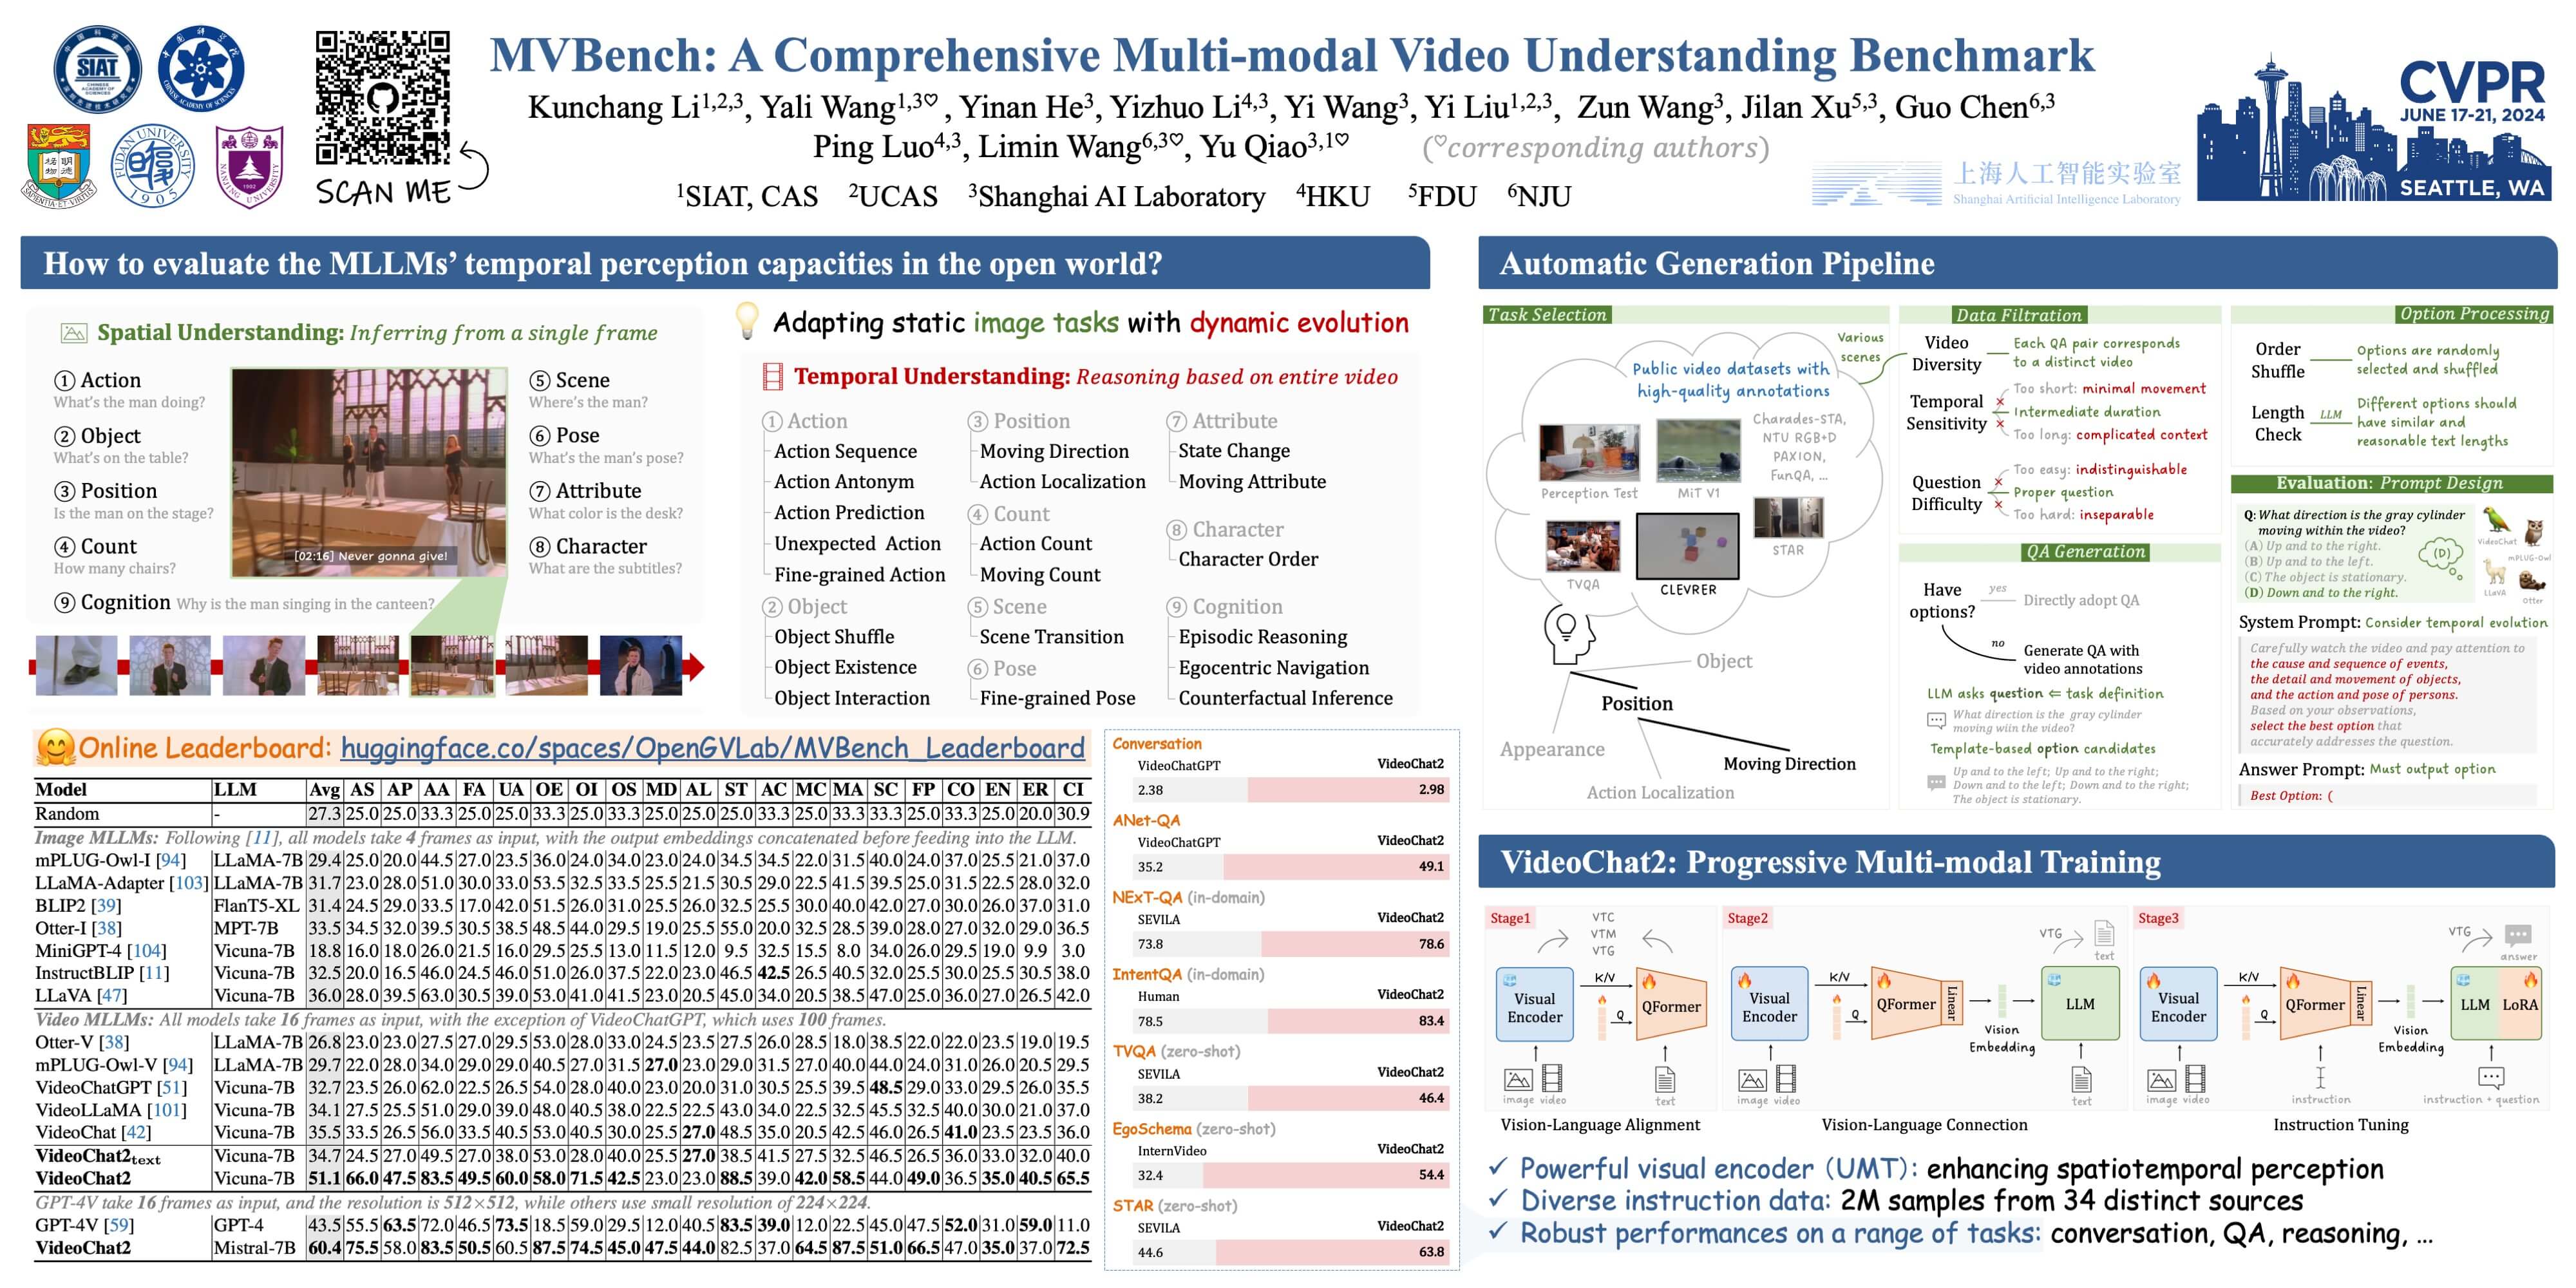 SIAT
CHINESE ACADEMY OF SCIENCES
FUDAN UNIVERSITY
1905
NANJING UNIVERSITY
1902
SCAN ME
MVBench: A Comprehensive Multi-modal Video Understanding Benchmark
Kunchang Li1,2,3, Yali Wang1,3♡, Yinan He3, Yizhuo Li4,3, Yi Wang3, Yi Liu1,2,3, Zun Wang3, Jilan Xu5,3, Guo Chen6,3
Ping Luo4,3, Limin Wang6,3♡, Yu Qiao3,1♡ (♡corresponding authors)
1SIAT, CAS 2UCAS 3Shanghai AI Laboratory 4HKU 5FDU 6NJU
上海人工智能实验室
Shanghai Artificial Intelligence Laboratory
CVPR
JUNE 17-21, 2024
SEATTLE, WA
How to evaluate the MLLMs’ temporal perception capacities in the open world?
Spatial Understanding: Inferring from a single frame
① Action
What's the man doing?
② Object
What's on the table?
③ Position
Is the man on the stage?
④ Count
How many chairs?
[02:16] Never gonna give!
⑤ Scene
Where's the man?
⑥ Pose
What's the man's pose?
⑦ Attribute
What color is the desk?
⑧ Character
What are the subtitles?
⑨ Cognition Why is the man singing in the canteen?
Adapting static image tasks with dynamic evolution
Temporal Understanding: Reasoning based on entire video
① Action
Action Sequence
Action Antonym
Action Prediction
Unexpected Action
Fine-grained Action
② Object
Object Shuffle
Object Existence
Object Interaction
③ Position
Moving Direction
Action Localization
④ Count
Action Count
Moving Count
⑤ Scene
Scene Transition
⑥ Pose
Fine-grained Pose
⑦ Attribute
State Change
Moving Attribute
⑧ Character
Character Order
⑨ Cognition
Episodic Reasoning
Egocentric Navigation
Counterfactual Inference
Online Leaderboard: huggingface.co/spaces/OpenGVLab/MVBench_Leaderboard
Model LLM Avg AS AP AA FA UA OE OI OS MD AL ST AC MC MA SC FP CO EN ER CI
Random - 27.3 25.0 25.0 33.3 25.0 25.0 33.3 25.0 33.3 25.0 25.0 25.0 33.3 25.0 33.3 33.3 25.0 33.3 25.0 20.0 30.9
Image MLLMs: Following [11], all models take 4 frames as input, with the output embeddings concatenated before feeding into the LLM.
mPLUG-Owl-I [94] LLaMA-7B 29.4 25.0 20.0 44.5 27.0 23.5 36.0 24.0 34.0 23.0 24.0 34.5 34.5 22.0 31.5 40.0 24.0 37.0 25.5 21.0 37.0
LLaMA-Adapter [103] LLaMA-7B 31.7 23.0 28.0 51.0 30.0 33.0 53.5 32.5 33.5 25.5 21.5 30.5 29.0 22.5 41.5 39.5 25.0 31.5 22.5 28.0 32.0
BLIP2 [39] FlanT5-XL 31.4 24.5 29.0 33.5 17.0 42.0 51.5 26.0 31.0 25.5 26.0 32.5 25.5 30.0 40.0 42.0 27.0 30.0 26.0 37.0 31.0
Otter-I [38] MPT-7B 33.5 34.5 32.0 39.5 30.5 38.5 48.5 44.0 29.5 19.0 25.5 55.0 20.0 32.5 28.5 39.0 28.0 27.0 32.0 29.0 36.5
MiniGPT-4 [104] Vicuna-7B 18.8 16.0 18.0 26.0 21.5 16.0 29.5 25.5 13.0 11.5 12.0 9.5 32.5 15.5 8.0 34.0 26.0 29.5 19.0 9.9 3.0
InstructBLIP [11] Vicuna-7B 32.5 20.0 16.5 46.0 24.5 46.0 51.0 26.0 37.5 22.0 23.0 46.5 42.5 26.5 40.5 32.0 25.5 30.0 25.5 30.5 38.0
LLaVA [47] Vicuna-7B 36.0 28.0 39.5 63.0 30.5 39.0 53.0 41.0 41.5 23.0 20.5 45.0 34.0 20.5 38.5 47.0 25.0 36.0 27.0 26.5 42.0
Video MLLMs: All models take 16 frames as input, with the exception of VideoChatGPT, which uses 100 frames.
Otter-V [38] LLaMA-7B 26.8 23.0 23.0 27.5 27.0 29.5 53.0 28.0 33.0 24.5 23.5 27.5 26.0 28.5 18.0 38.5 22.0 22.0 23.5 19.0 19.5
mPLUG-Owl-V [94] LLaMA-7B 29.7 22.0 28.0 34.0 29.0 29.0 40.5 27.0 31.5 27.0 23.0 29.0 31.5 27.0 40.0 44.0 24.0 31.0 26.0 20.5 29.5
VideoChatGPT [51] Vicuna-7B 32.7 23.5 26.0 62.0 22.5 26.5 54.0 28.0 40.0 23.0 20.0 31.0 30.5 25.5 39.5 48.5 29.0 33.0 29.5 26.0 35.5
VideoLLaMA [101] Vicuna-7B 34.1 27.5 25.5 51.0 29.0 39.0 48.0 40.5 38.0 22.5 22.5 43.0 34.0 22.5 32.5 45.5 32.5 40.0 30.0 21.0 37.0
VideoChat [42] Vicuna-7B 35.5 33.5 26.5 56.0 33.5 40.5 53.0 40.5 30.0 25.5 27.0 48.5 35.0 20.5 42.5 46.0 26.5 41.0 23.5 23.5 36.0
VideoChat2text Vicuna-7B 34.7 24.5 27.0 49.5 27.0 38.0 53.0 28.0 40.0 25.5 27.0 38.5 41.5 27.5 32.5 46.5 26.5 36.0 33.0 32.0 40.0
VideoChat2 Vicuna-7B 51.1 66.0 47.5 83.5 49.5 60.0 58.0 71.5 42.5 23.0 23.0 88.5 39.0 42.0 58.5 44.0 49.0 36.5 35.0 40.5 65.5
GPT-4V take 16 frames as input, and the resolution is 512×512, while others use small resolution of 224×224.
GPT-4V [59] GPT-4 43.5 55.5 63.5 72.0 46.5 73.5 18.5 59.0 29.5 12.0 40.5 83.5 39.0 12.0 22.5 45.0 47.5 52.0 31.0 59.0 11.0
VideoChat2 Mistral-7B 60.4 75.5 58.0 83.5 50.5 60.5 87.5 74.5 45.0 47.5 44.0 82.5 37.0 64.5 87.5 51.0 66.5 47.0 35.0 37.0 72.5
Conversation
VideoChatGPT VideoChat2
2.38 2.98
ANet-QA
VideoChatGPT VideoChat2
35.2 49.1
NExT-QA (in-domain)
SEVILA VideoChat2
73.8 78.6
IntentQA (in-domain)
Human VideoChat2
78.5 83.4
TVQA (zero-shot)
SEVILA VideoChat2
38.2 46.4
EgoSchema (zero-shot)
InternVideo VideoChat2
32.4 54.4
STAR (zero-shot)
SEVILA VideoChat2
44.6 63.8
Automatic Generation Pipeline
Task Selection
Public video datasets with
high-quality annotations
Various
scenes
Perception Test
MiT V1
Charades-STA,
NTU RGB+D
PAXION,
FunQA, ...
TVQA
CLEVRER
STAR
Object
Position
Appearance
Moving Direction
Action Localization
Data Filtration
Video
Diversity
Each QA pair corresponds
to a distinct video
Temporal
Sensitivity
Too short: minimal movement
Intermediate duration
Too long: complicated context
Question
Difficulty
Too easy: indistinguishable
Proper question
Too hard: inseparable
QA Generation
Have
options?
yes
Directly adopt QA
no
Generate QA with
video annotations
LLM asks question ⇐ task definition
What direction is the gray cylinder
moving wiin the video?
Template-based option candidates
Up and to the left; Up and to the right;
Down and to the left; Down and to the right;
The object is stationary.
Option Processing
Order
Shuffle
Options are randomly
selected and shuffled
Length
Check
LLM
Different options should
have similar and
reasonable text lengths
Evaluation: Prompt Design
Q: What direction is the gray cylinder
moving within the video?
(A) Up and to the right.
(B) Up and to the left.
(C) The object is stationary.
(D) Down and to the right.
(D)
VideoChat
mPLUG-Owl
LLaVA
Otter
System Prompt: Consider temporal evolution
Carefully watch the video and pay attention to
the cause and sequence of events,
the detail and movement of objects,
and the action and pose of persons.
Based on your observations,
select the best option that
accurately addresses the question.
Answer Prompt: Must output option
Best Option: (
VideoChat2: Progressive Multi-modal Training
Stage1
VTC
VTM
VTG
Visual
Encoder
K/V
Q
QFormer
image video
text
Vision-Language Alignment
Stage2
VTG
text
Visual
Encoder
K/V
Q
QFormer
Linear
Vision
Embedding
LLM
image video
text
Vision-Language Connection
Stage3
VTG
answer
Visual
Encoder
K/V
Q
QFormer
Linear
Vision
Embedding
LLM LoRA
image video
instruction
instruction + question
Instruction Tuning
✓ Powerful visual encoder (UMT): enhancing spatiotemporal perception
✓ Diverse instruction data: 2M samples from 34 distinct sources
✓ Robust performances on a range of tasks: conversation, QA, reasoning, ...